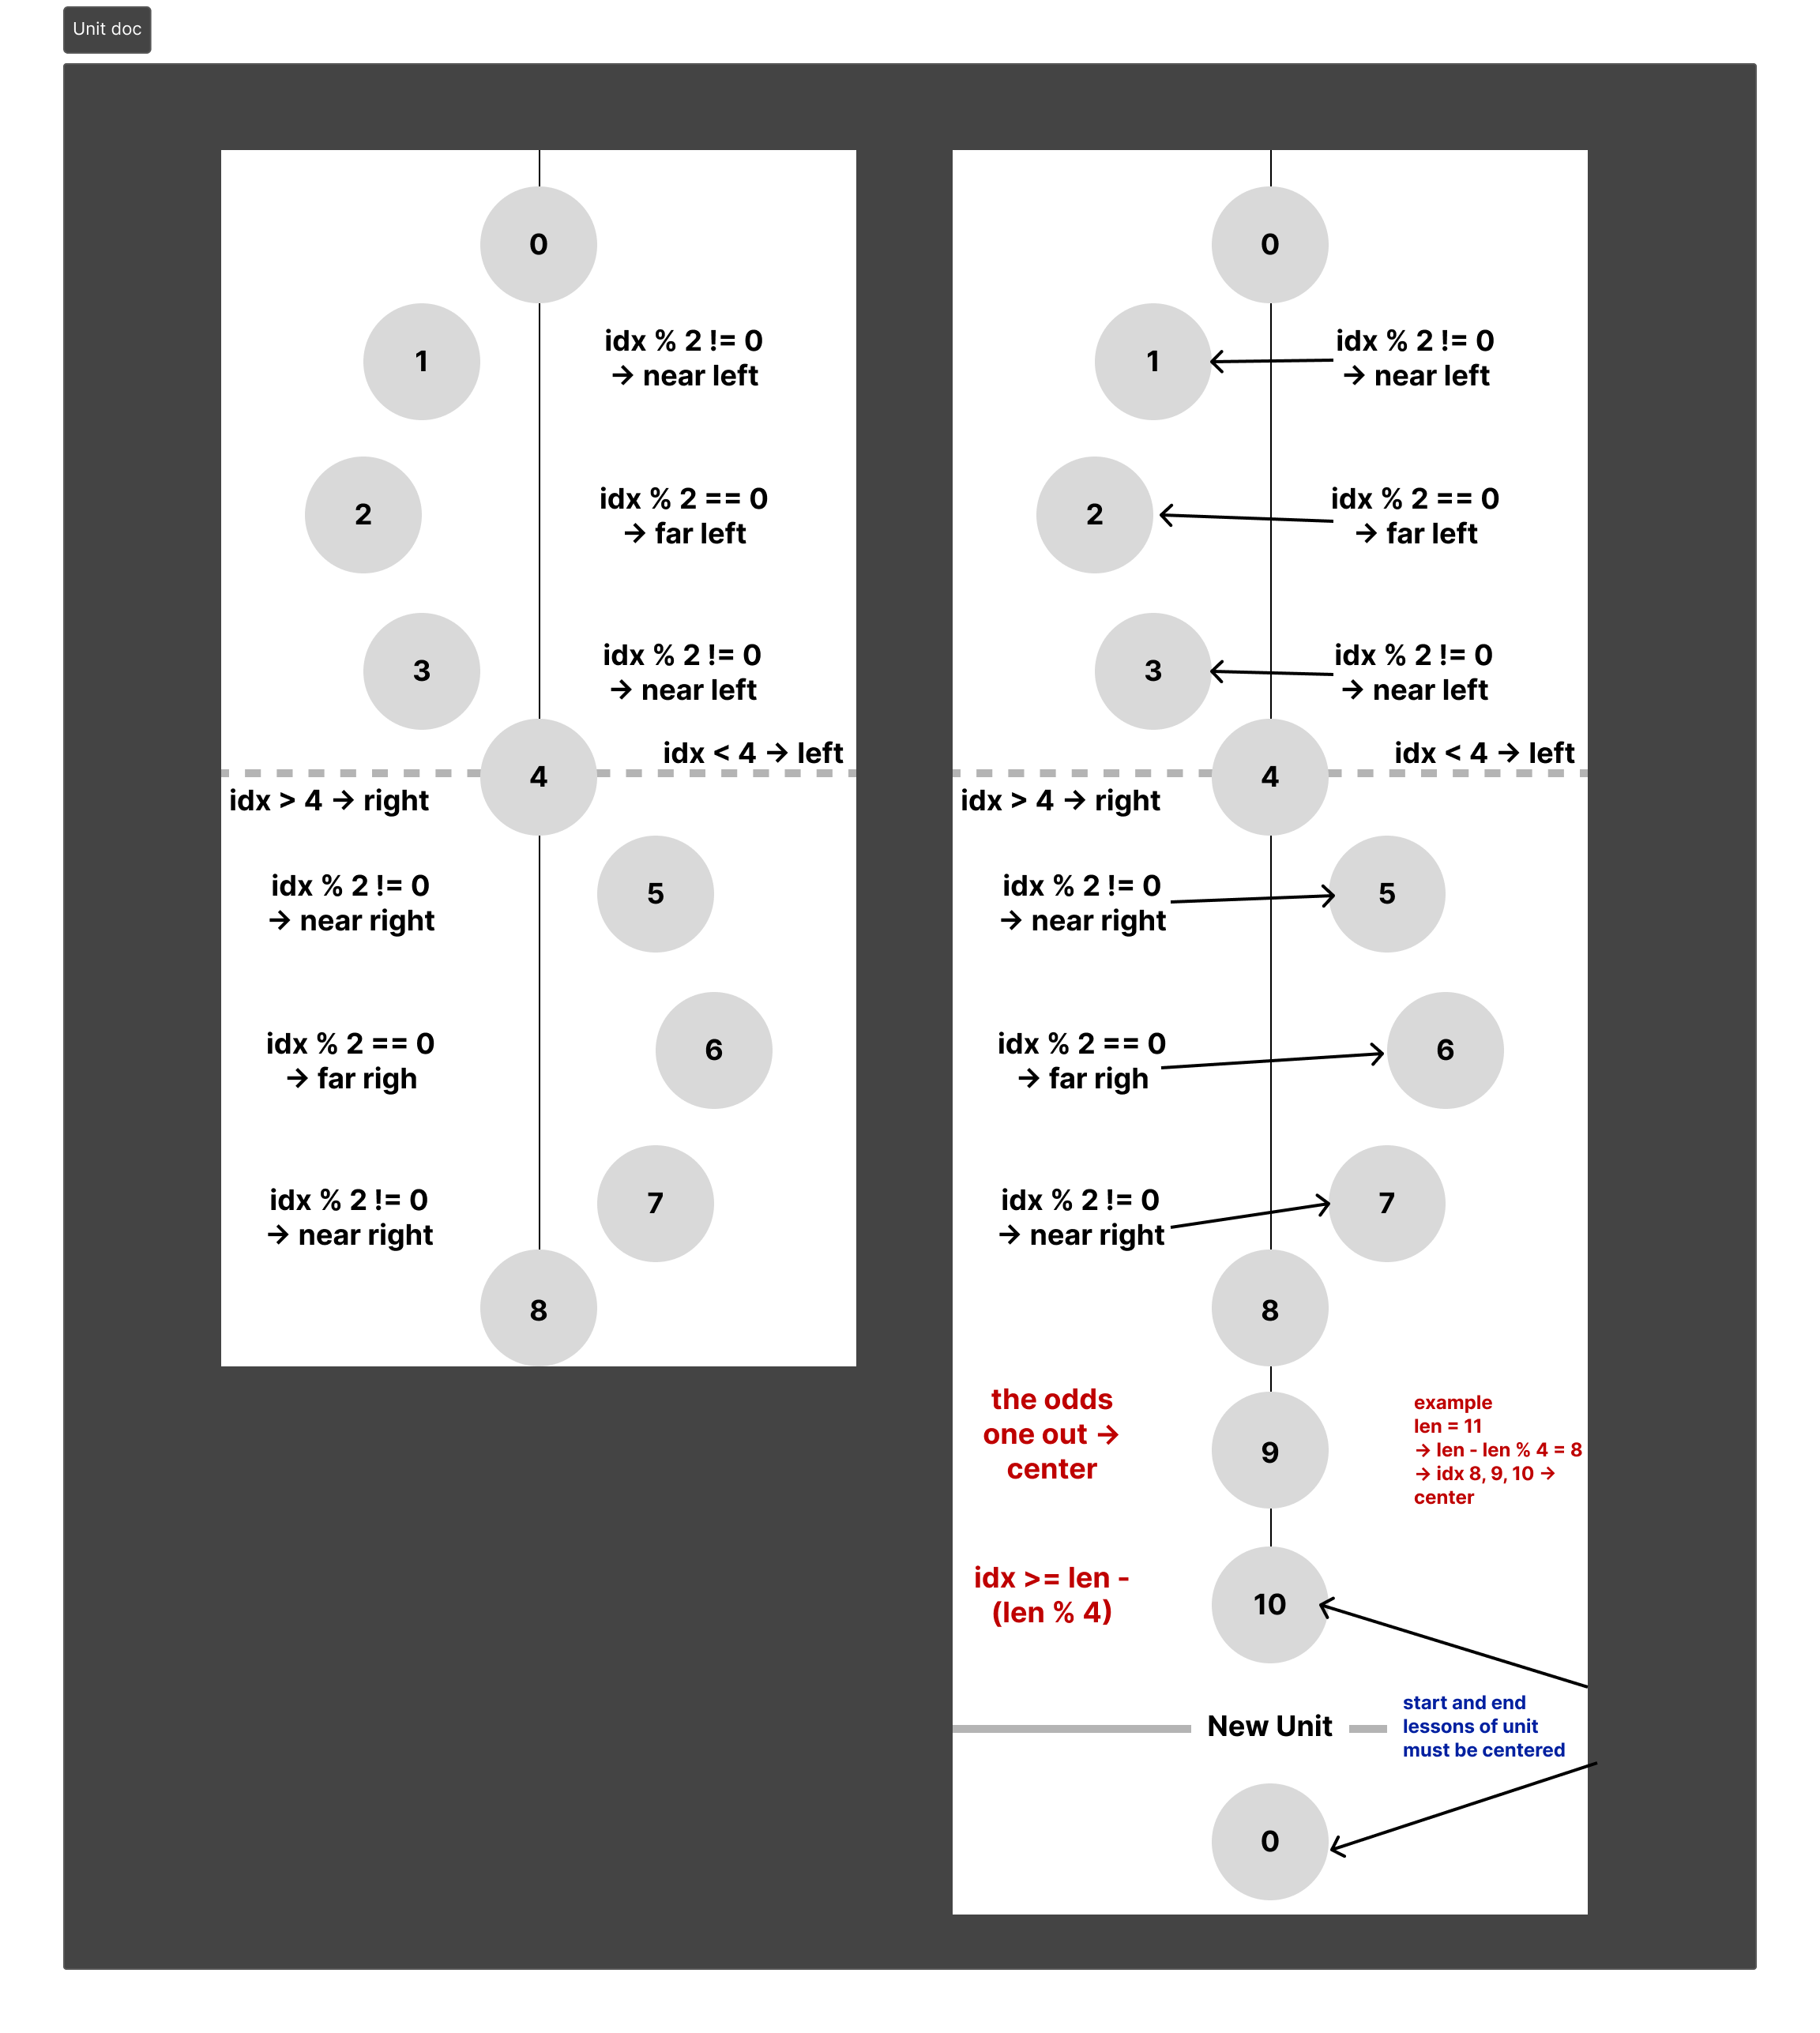 Unit doc
0
1
idx % 2 != 0
→ near left
2
idx % 2 == 0
→ far left
3
idx % 2 != 0
→ near left
idx < 4 → left
4
idx > 4 → right
idx % 2 != 0
→ near right
5
idx % 2 == 0
→ far righ
6
idx % 2 != 0
→ near right
7
8
0
1
idx % 2 != 0
→ near left
2
idx % 2 == 0
→ far left
3
idx % 2 != 0
→ near left
idx < 4 → left
4
idx > 4 → right
idx % 2 != 0
→ near right
5
idx % 2 == 0
→ far righ
6
idx % 2 != 0
→ near right
7
8
the odds
one out →
center
9
example
len = 11
→ len - len % 4 = 8
→ idx 8, 9, 10 →
center
idx >= len -
(len % 4)
10
New Unit
start and end
lessons of unit
must be centered
0